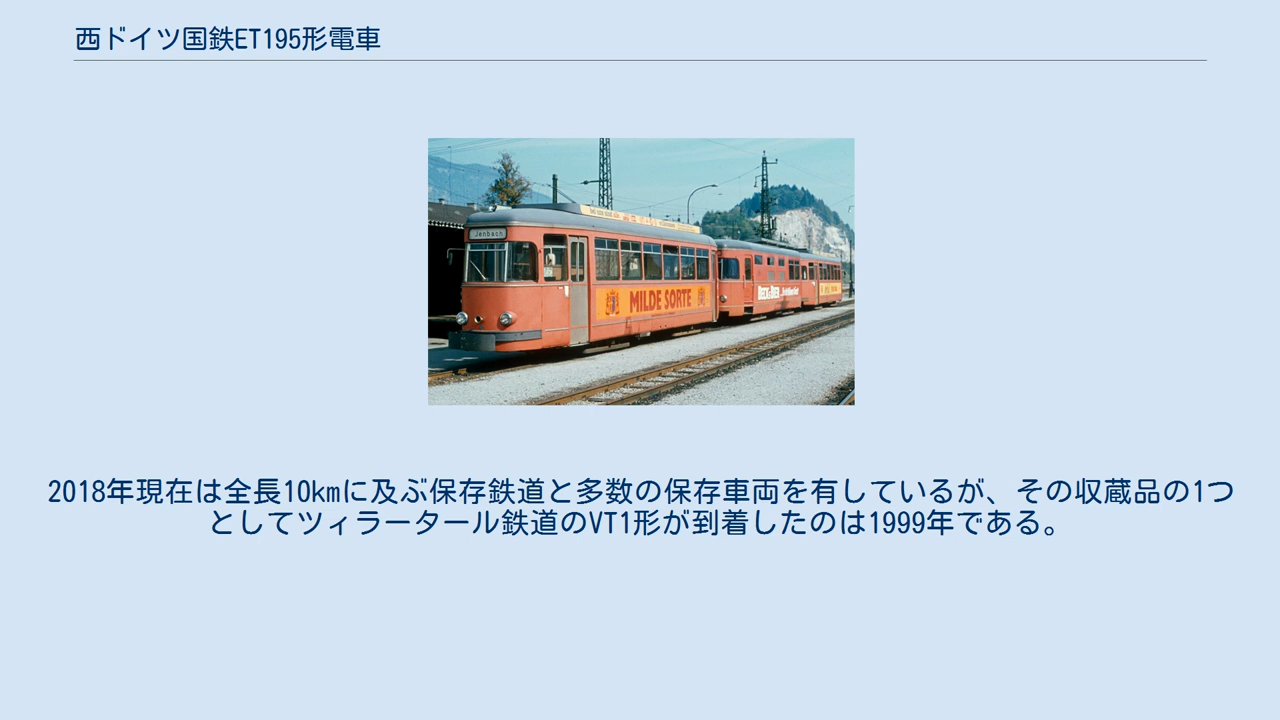 西ドイツ国鉄ET195形電車
Jenbach
MILDE SORTE
2018年現在は全長10kmに及ぶ保存鉄道と多数の保存車両を有しているが、その収蔵品の1つ
としてツィラータール鉄道のVT1形が到着したのは1999年である。